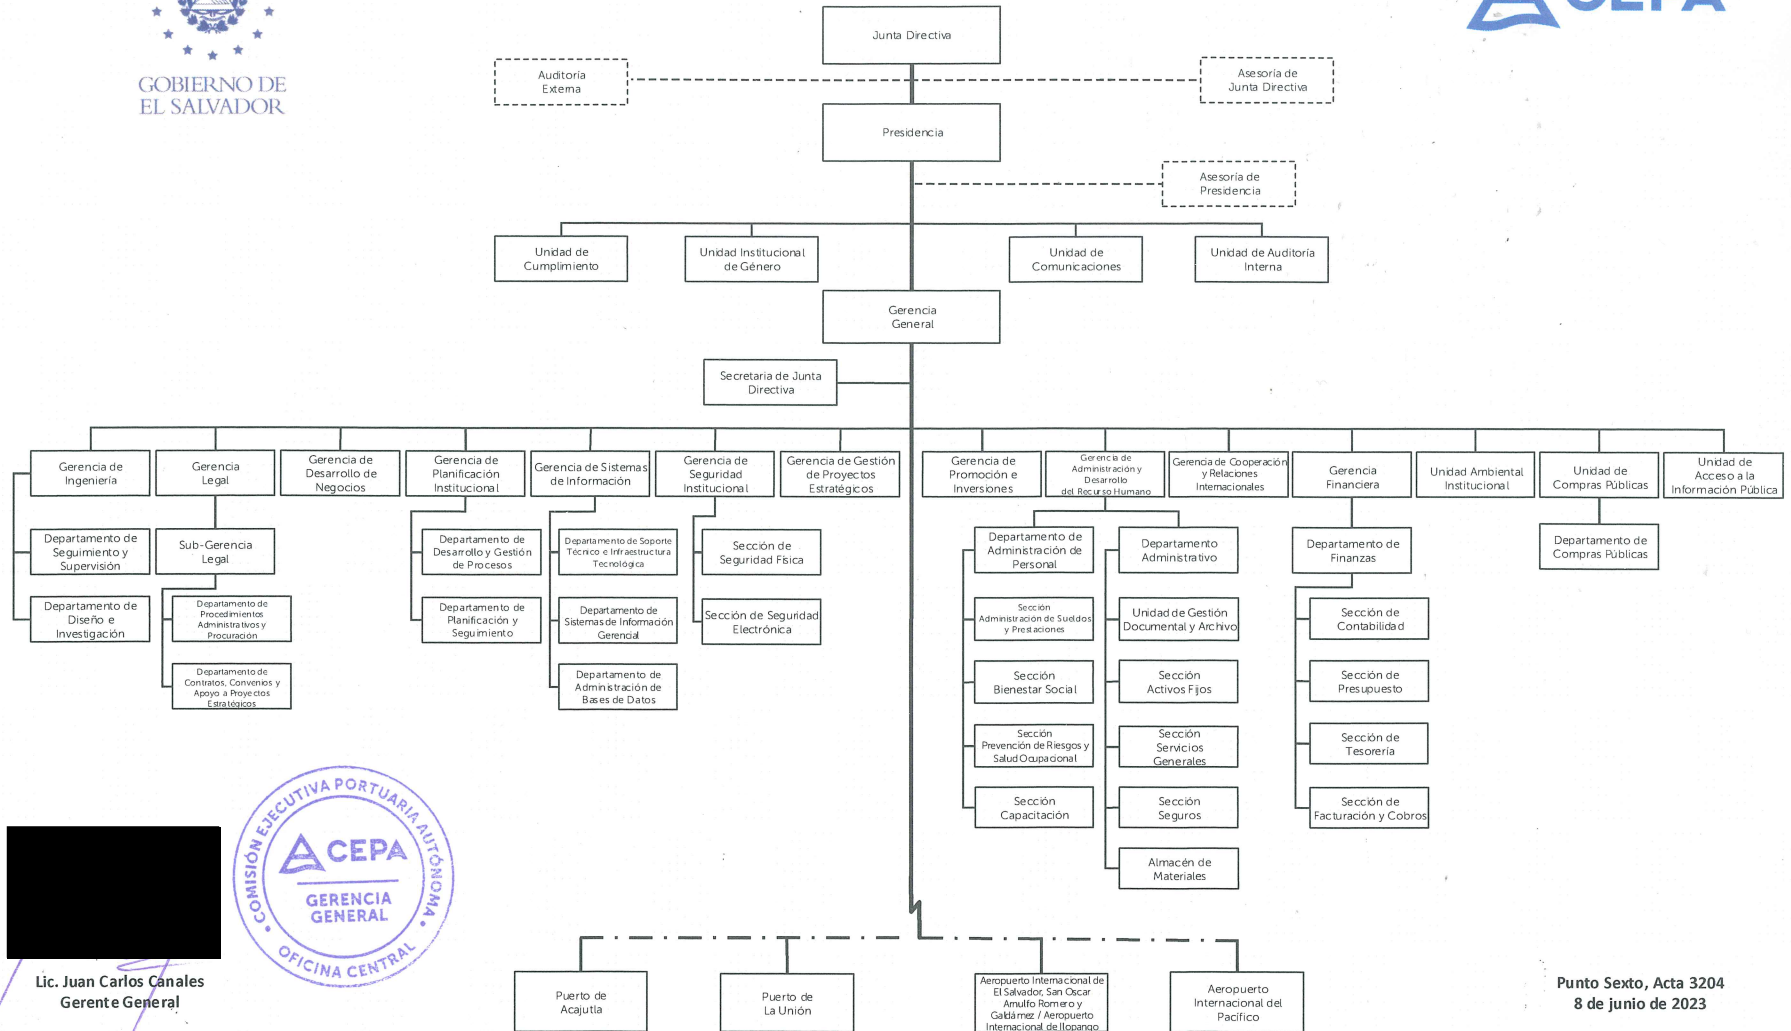 GOBIERNO DE
EL SALVADOR
CEPA
Junta Directiva
Auditoría
Externa
Asesoría de
Junta Directiva
Presidencia
Asesoría de
Presidencia
Unidad de
Cumplimiento
Unidad Institucional
de Género
Unidad de
Comunicaciones
Unidad de Auditoría
Interna
Gerencia
General
Secretaria de Junta
Directiva
Gerencia de
Ingeniería
Gerencia
Legal
Gerencia de
Desarrollo de
Negocios
Gerencia de
Planificación
Institucional
Gerencia de Sistemas
de Información
Gerencia de
Seguridad
Institucional
Gerencia de Gestión
de Proyectos
Estratégicos
Gerencia de
Promoción e
Inversiones
Gerencia de
Administración y
Desarrollo
del Recurso Humano
Gerencia de Cooperación
y Relaciones
Internacionales
Gerencia
Financiera
Unidad Ambiental
Institucional
Unidad de
Compras Públicas
Unidad de
Acceso a la
Información Pública
Departamento de
Seguimiento y
Supervisión
Sub-Gerencia
Legal
Departamento de
Desarrollo y Gestión
de Procesos
Departamento de Soporte
Técnico e Infraestructura
Tecnológica
Sección de
Seguridad Física
Departamento de
Administración de
Personal
Departamento
Administrativo
Departamento de
Finanzas
Departamento de
Compras Públicas
Departamento de
Diseño e
Investigación
Departamento de
Procedimientos
Administrativos y
Procuración
Departamento de
Planificación y
Seguimiento
Departamento de
Sistemas de Información
Gerencial
Sección de Seguridad
Electrónica
Sección
Administración de Sueldos
y Prestaciones
Unidad de Gestión
Documental y Archivo
Sección de
Contabilidad
Departamento de
Contratos, Convenios y
Apoyo a Proyectos
Estratégicos
Departamento de
Administración de
Bases de Datos
Sección
Bienestar Social
Sección
Activos Fijos
Sección de
Presupuesto
Sección
Prevención de Riesgos y
Salud Ocupacional
Sección
Servicios
Generales
Sección de
Tesorería
Sección
Capacitación
Sección
Seguros
Sección de
Facturación y Cobros
Almacén de
Materiales
COMISIÓN EJECUTIVA PORTUARIA AUTÓNOMA
CEPA
GERENCIA
GENERAL
OFICINA CENTRAL
Lic. Juan Carlos Canales
Gerente General
Puerto de
Acajutla
Puerto de
La Unión
Aeropuerto Internacional de
El Salvador, San Oscar
Arnulfo Romero y
Galdámez / Aeropuerto
Internacional de Ilopango
Aeropuerto
Internacional del
Pacífico
Punto Sexto, Acta 3204
8 de junio de 2023